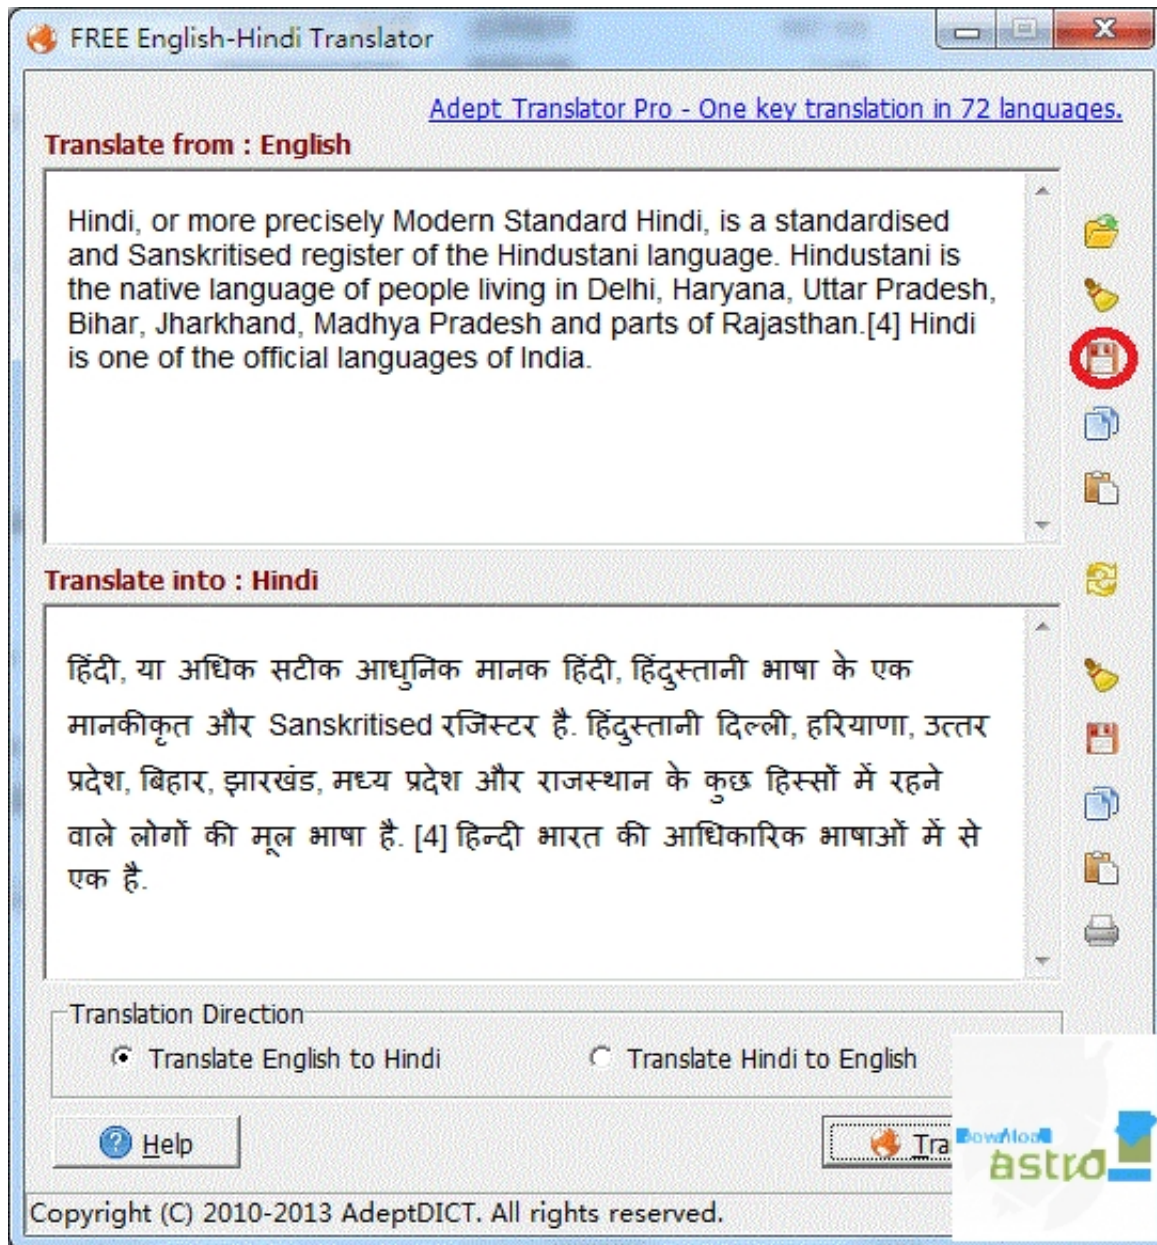 FREE English-Hindi Translator
Adept Translator Pro - One key translation in 72 languages.
Translate from : English
Hindi, or more precisely Modern Standard Hindi, is a standardised
and Sanskritised register of the Hindustani language. Hindustani is
the native language of people living in Delhi, Haryana, Uttar Pradesh,
Bihar, Jharkhand, Madhya Pradesh and parts of Rajasthan.[4] Hindi
is one of the official languages of India.
Translate into : Hindi
हिंदी, या अधिक सटीक आधुनिक मानक हिंदी, हिंदुस्तानी भाषा के एक
मानकीकृत और Sanskritised रजिस्टर है. हिंदुस्तानी दिल्ली, हरियाणा, उत्तर
प्रदेश, बिहार, झारखंड, मध्य प्रदेश और राजस्थान के कुछ हिस्सों में रहने
वाले लोगों की मूल भाषा है. [4] हिन्दी भारत की आधिकारिक भाषाओं में से
एक है.
Translation Direction
Translate English to Hindi Translate Hindi to English
Help Tra
Download
astro
Copyright (C) 2010-2013 AdeptDICT. All rights reserved.